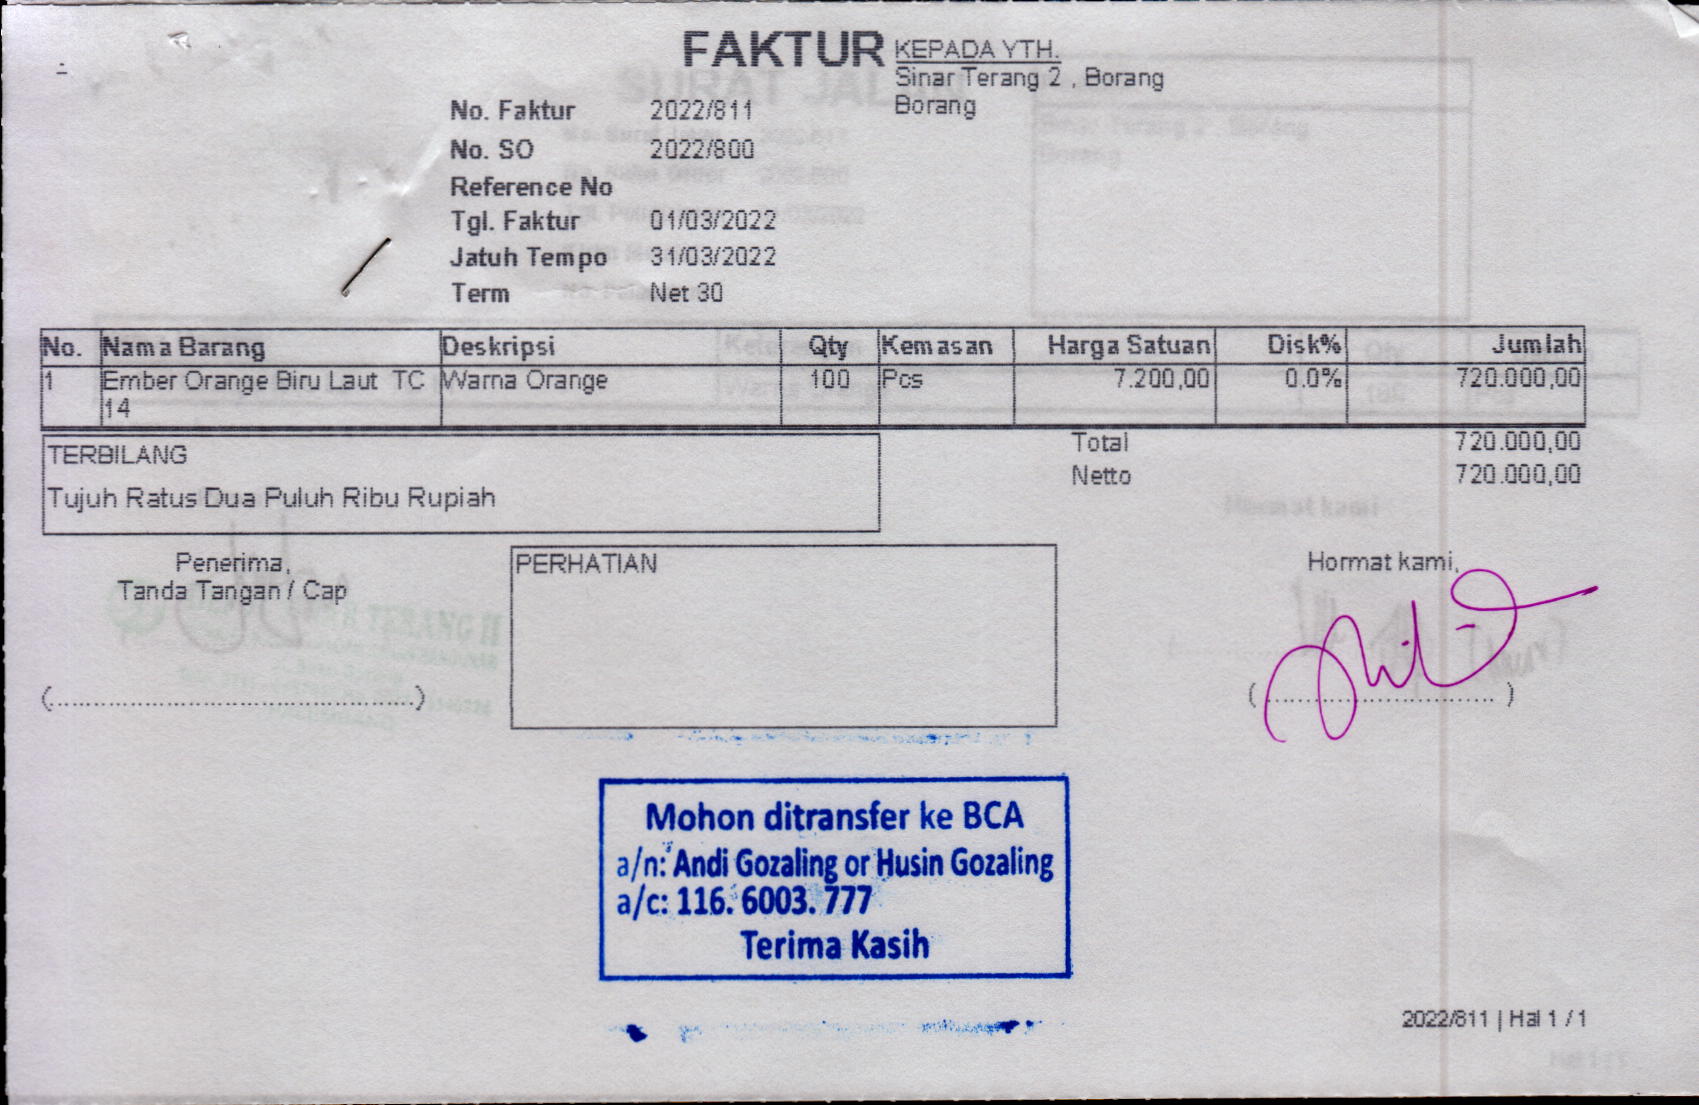 FAKTUR
KEPADA YTH.
Sinar Terang 2 , Borang
Borang
No. Faktur 2022/811
No. SO 2022/800
Reference No
Tgl. Faktur 01/03/2022
Jatuh Tempo 31/03/2022
Term Net 30
No. Nama Barang Deskripsi Qty Kemasan Harga Satuan Disk% Jumlah
1 Ember Orange Biru Laut TC Warna Orange 100 Pcs 7.200,00 0.0% 720.000,00
14
Total 720.000,00
Netto 720.000,00
TERBILANG
Tujuh Ratus Dua Puluh Ribu Rupiah
Penerima,
Tanda Tangan / Cap
PERHATIAN
Hormat kami,
Mohon ditransfer ke BCA
a/n: Andi Gozaling or Husin Gozaling
a/c: 116. 6003. 777
Terima Kasih
2022/811 | Hal 1 / 1